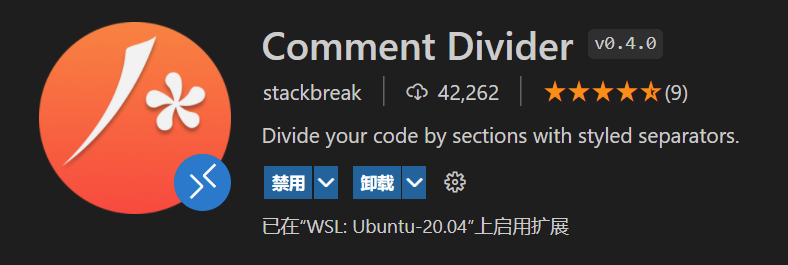 Comment Divider v0.4.0
stackbreak 42,262 (9)
Divide your code by sections with styled separators.
禁用 卸载
已在“WSL: Ubuntu-20.04”上启用扩展